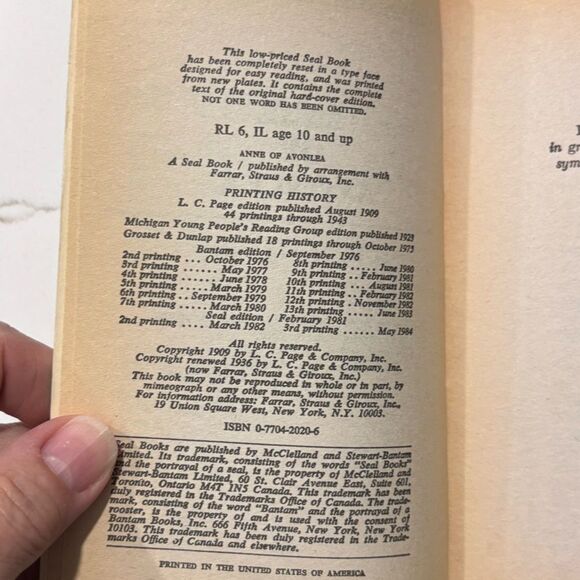 This low-priced Seal Book
has been completely reset in a type face
designed for easy reading, and was printed
from new plates. It contains the complete
text of the original hard-cover edition.
NOT ONE WORD HAS BEEN OMITTED.
RL 6, IL age 10 and up
ANNE OF AVONLEA
A Seal Book / published by arrangement with
Farrar, Straus & Giroux, Inc.
PRINTING HISTORY
L. C. Page edition published August 1909
44 printings through 1943
Michigan Young People's Reading Group edition published 1923
Grosset & Dunlap published 18 printings through October 1973
Bantam edition / September 1976
2nd printing ... October 1976 8th printing ..... June 1980
3rd printing ...... May 1977 9th printing .. February 1981
4th printing ...... June 1978 10th printing .... August 1981
5th printing ..... March 1979 11th printing .. February 1982
6th printing .. September 1979 12th printing . November 1982
7th printing ..... March 1980 13th printing ..... June 1983
Seal edition / February 1981
2nd printing ..... March 1982 3rd printing ...... May 1984
All rights reserved.
Copyright 1909 by L. C. Page & Company, Inc.
Copyright renewed 1936 by L. C. Page & Company, Inc.
(now Farrar, Straus & Giroux, Inc.)
This book may not be reproduced in whole or in part, by
mimeograph or any other means, without permission.
For information address: Farrar, Straus & Giroux, Inc.,
19 Union Square West, New York, N.Y. 10003.
ISBN 0-7704-2020-6
Seal Books are published by McClelland and Stewart-Bantam
Limited. Its trademark, consisting of the words "Seal Books"
and the portrayal of a seal, is the property of McClelland and
Stewart-Bantam Limited, 60 St. Clair Avenue East, Suite 601,
Toronto, Ontario M4T 1N5 Canada. This trademark has been
duly registered in the Trademarks Office of Canada. The trade-
mark, consisting of the word "Bantam" and the portrayal of a
rooster, is the property of and is used with the consent of
Bantam Books, Inc. 666 Fifth Avenue, New York, New York
10103. This trademark has been duly registered in the Trade-
marks Office of Canada and elsewhere.
PRINTED IN THE UNITED STATES OF AMERICA
in gr
sym